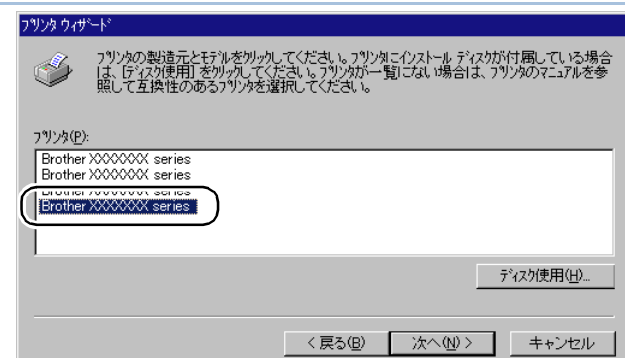 プリンタ ウィザード
プリンタの製造元とモデルをクリックしてください。プリンタにインストール ディスクが付属している場合
は、[ディスク使用] をクリックしてください。プリンタが一覧にない場合は、プリンタのマニュアルを参
照して互換性のあるプリンタを選択してください。
プリンタ(P):
Brother XXXXXXX series
Brother XXXXXXX series
Brother XXXXXXX series
Brother XXXXXXX series
ディスク使用(H)...
< 戻る(B) 次へ(N) > キャンセル